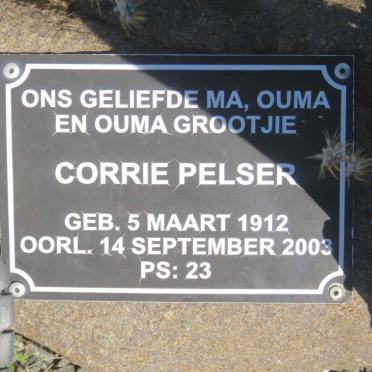 ONS GELIEFDE MA, OUMA
EN OUMA GROOTJIE
CORRIE PELSER
GEB. 5 MAART 1912
OORL. 14 SEPTEMBER 2003
PS: 23